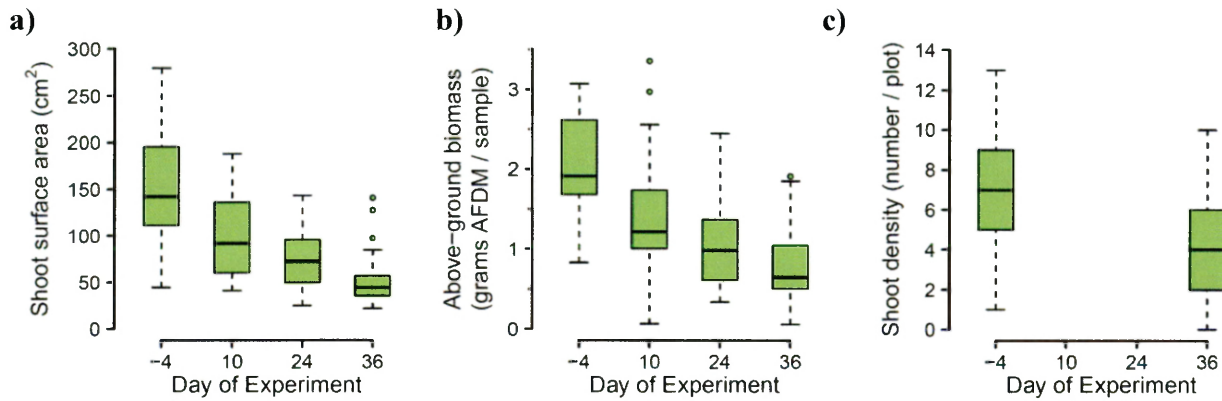 a)
Shoot surface area (cm²)
300
250
200
150
100
50
0
−4 10 24 36
Day of Experiment
b)
Above−ground biomass
(grams AFDM / sample)
3
2
1
0
−4 10 24 36
Day of Experiment
c)
Shoot density (number / plot)
14
12
10
8
6
4
2
0
−4 10 24 36
Day of Experiment